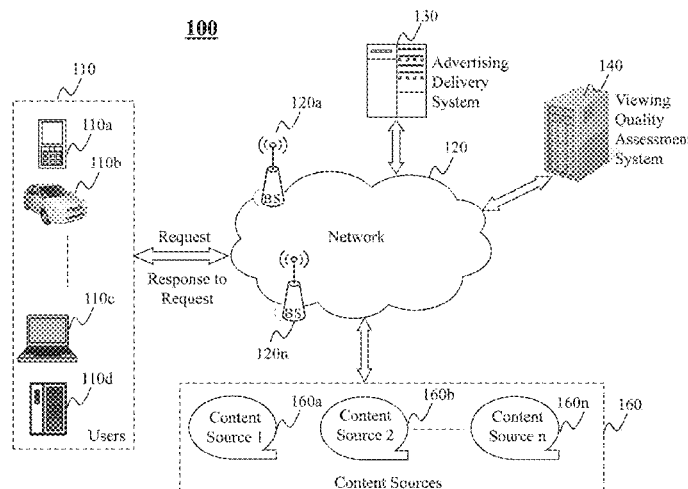 100
130
Advertising
Delivery
System
140
Viewing
Quality
Assessment
System
110
110a
110b
110c
110d
Users
120a
120
BS
Network
Request
Response to
Request
BS
120n
160a
Content
Source 1
160b
Content
Source 2
160n
Content
Source n
160
Content Sources